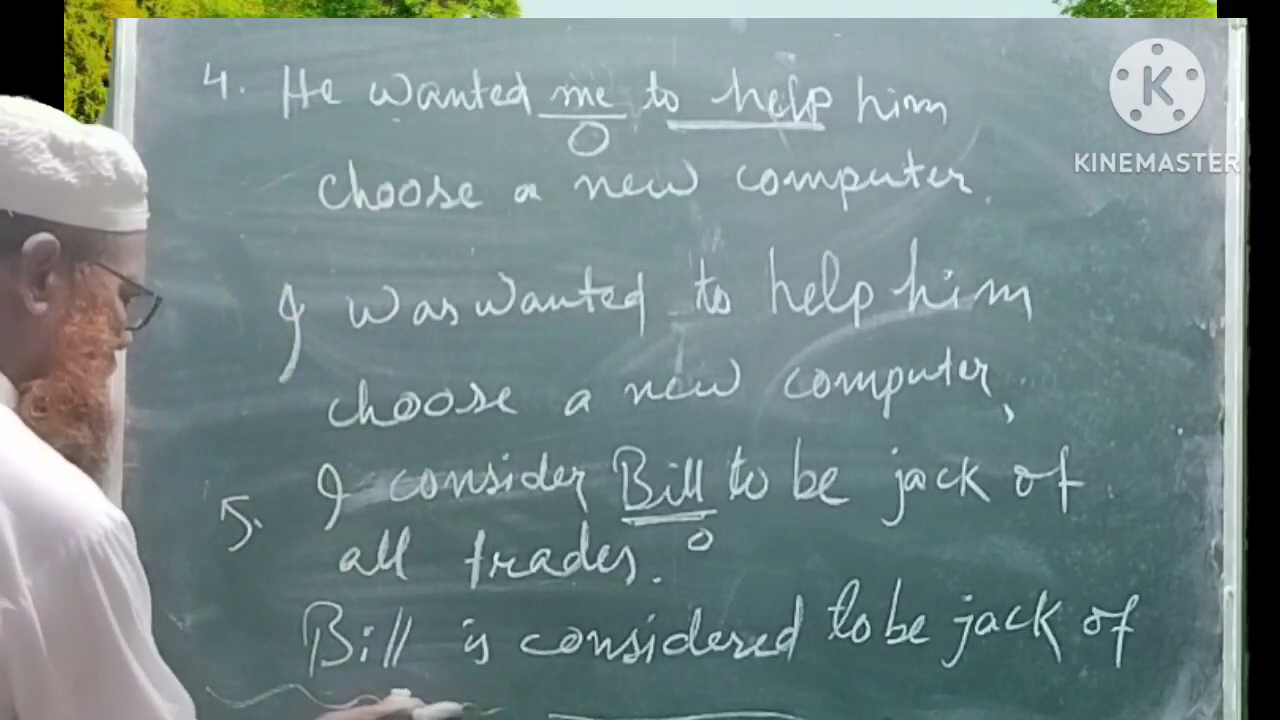 4. He wanted me to help him
O
choose a new computer.
I was wanted to help him
choose a new computer,
5. I consider Bill to be jack of
O
all trades.
Bill is considered to be jack of
K
KINEMASTER